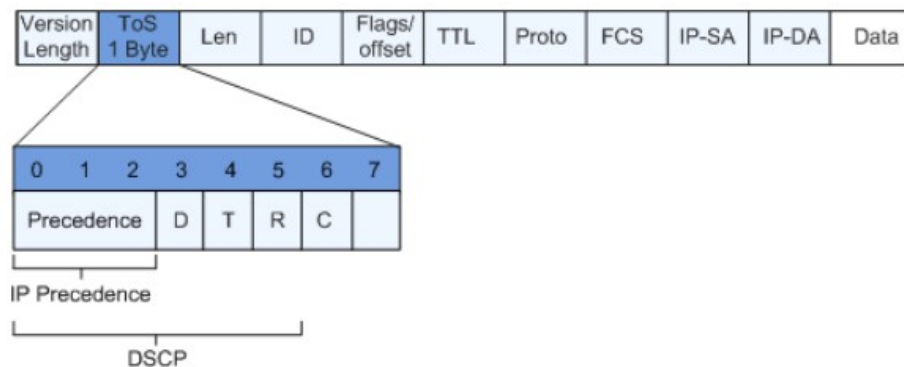 Version Length ToS 1 Byte Len ID Flags/ offset TTL Proto FCS IP-SA IP-DA Data
0 1 2 3 4 5 6 7
Precedence D T R C
IP Precedence
DSCP